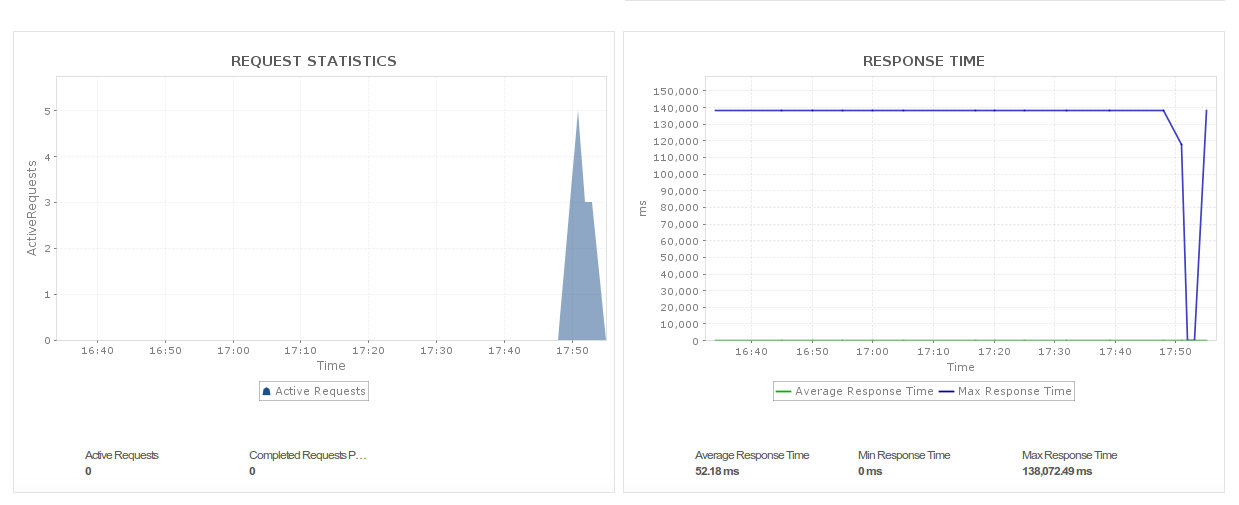 REQUEST STATISTICS
ActiveRequests
5
4
3
2
1
0
16:40 16:50 17:00 17:10 17:20 17:30 17:40 17:50
Time
Active Requests
Active Requests Completed Requests P...
0 0
RESPONSE TIME
ms
150,000
140,000
130,000
120,000
110,000
100,000
90,000
80,000
70,000
60,000
50,000
40,000
30,000
20,000
10,000
0
16:40 16:50 17:00 17:10 17:20 17:30 17:40 17:50
Time
Average Response Time Max Response Time
Average Response Time Min Response Time Max Response Time
52.18 ms 0 ms 138,072.49 ms